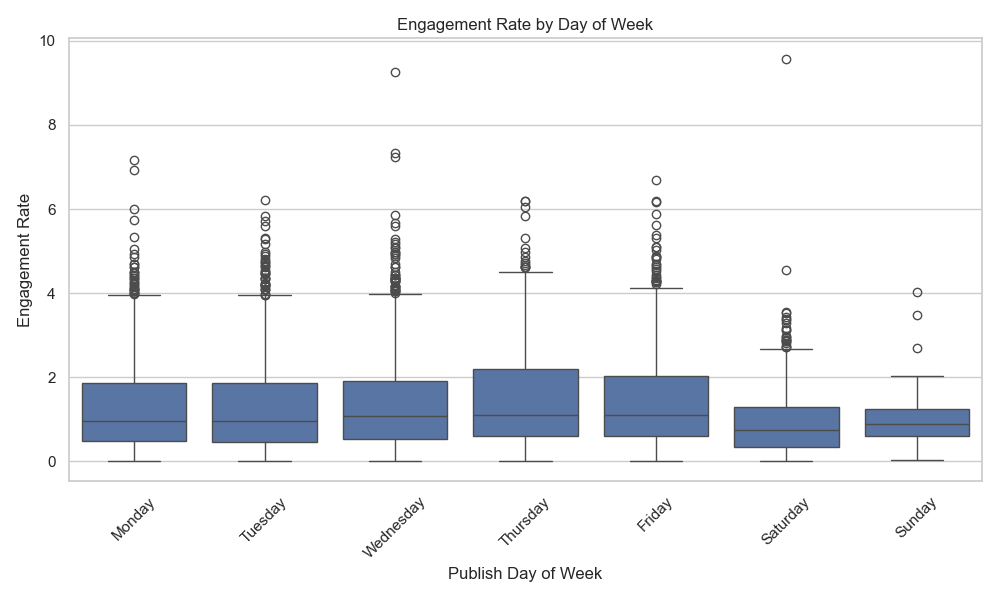 Engagement Rate by Day of Week
Engagement Rate
10
8
6
4
2
0
Monday
Tuesday
Wednesday
Thursday
Friday
Saturday
Sunday
Publish Day of Week